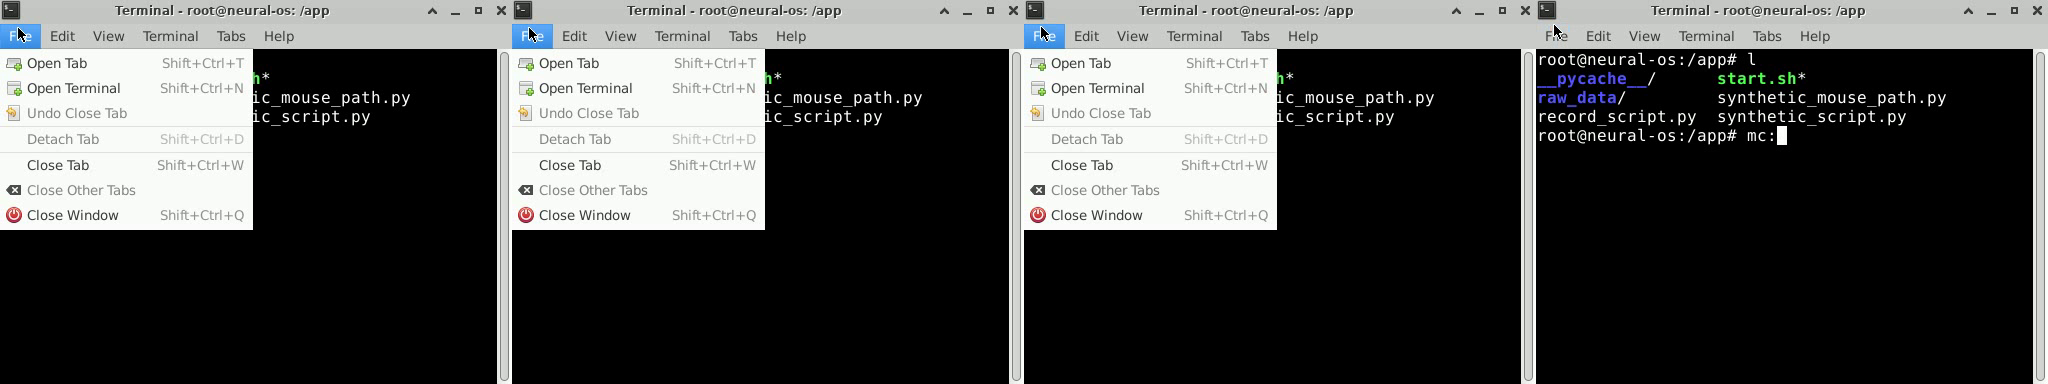 Terminal - root@neural-os: /app
File Edit View Terminal Tabs Help
Open Tab Shift+Ctrl+T
h*
Open Terminal Shift+Ctrl+N
ic_mouse_path.py
Undo Close Tab
ic_script.py
Detach Tab Shift+Ctrl+D
Close Tab Shift+Ctrl+W
Close Other Tabs
Close Window Shift+Ctrl+Q
Terminal - root@neural-os: /app
File Edit View Terminal Tabs Help
Open Tab Shift+Ctrl+T
h*
Open Terminal Shift+Ctrl+N
ic_mouse_path.py
Undo Close Tab
ic_script.py
Detach Tab Shift+Ctrl+D
Close Tab Shift+Ctrl+W
Close Other Tabs
Close Window Shift+Ctrl+Q
Terminal - root@neural-os: /app
File Edit View Terminal Tabs Help
Open Tab Shift+Ctrl+T
h*
Open Terminal Shift+Ctrl+N
ic_mouse_path.py
Undo Close Tab
ic_script.py
Detach Tab Shift+Ctrl+D
Close Tab Shift+Ctrl+W
Close Other Tabs
Close Window Shift+Ctrl+Q
Terminal - root@neural-os: /app
File Edit View Terminal Tabs Help
root@neural-os:/app# l
__pycache__/ start.sh*
raw_data/ synthetic_mouse_path.py
record_script.py synthetic_script.py
root@neural-os:/app# mc: